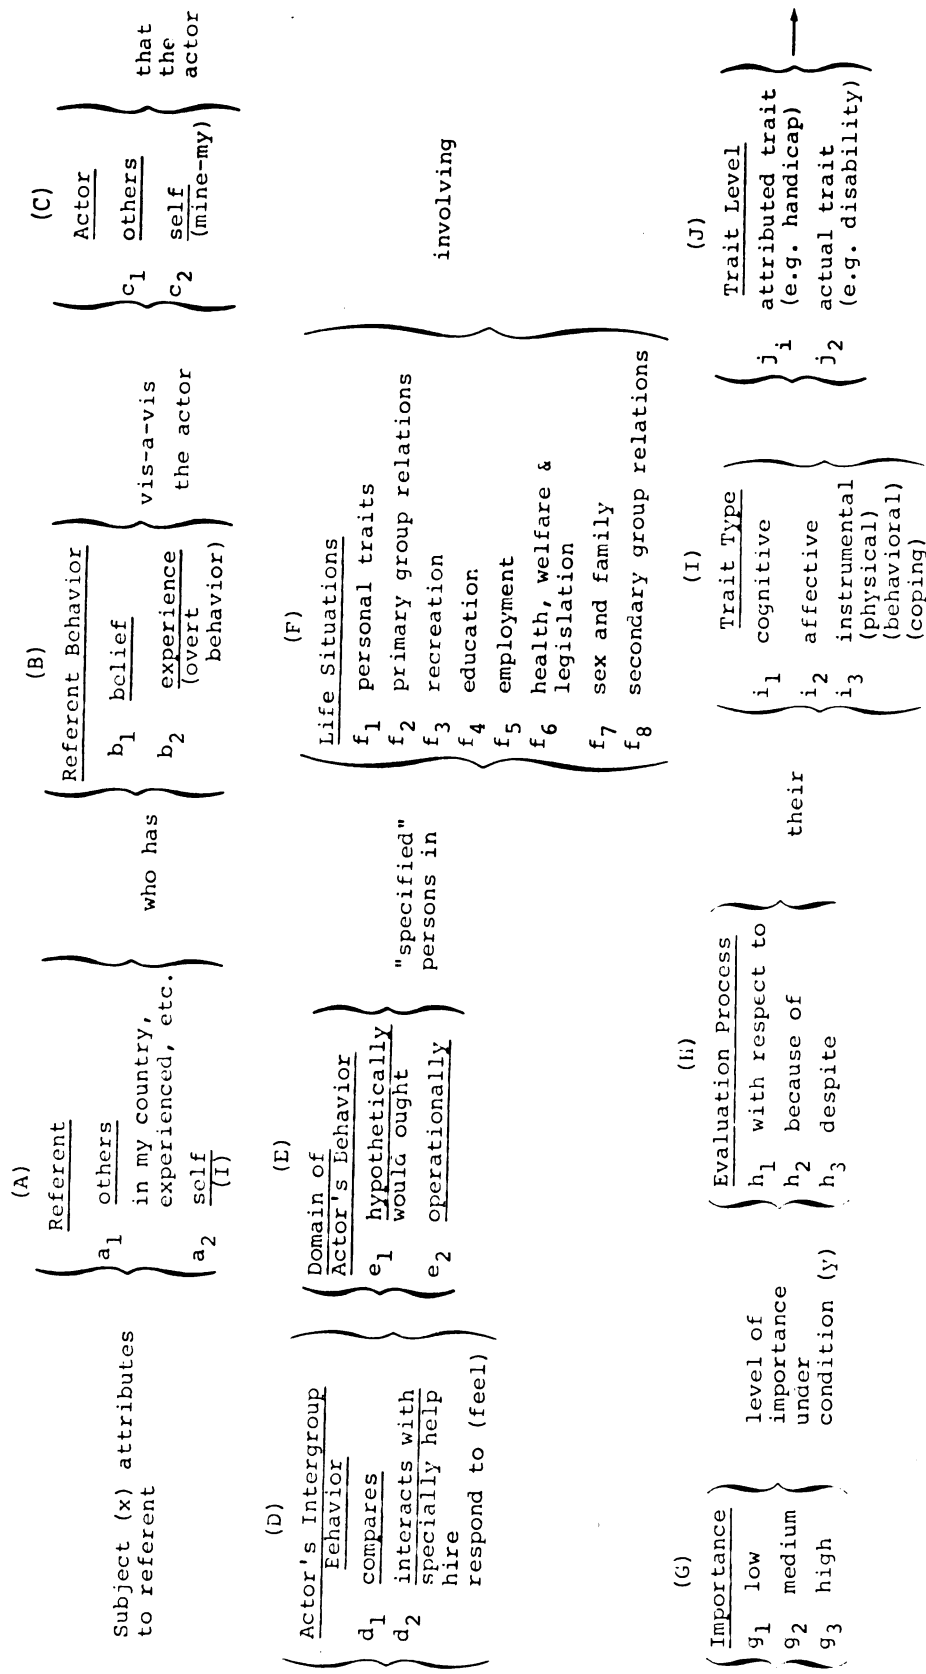 Subject (x) attributes
to referent
(A)
Referent
a1 others
in my country,
experienced, etc.
a2 self
(I)
who has
(B)
Referent Behavior
b1 belief
b2 experience
(overt
behavior)
vis-a-vis
the actor
(C)
Actor
c1 others
c2 self
(mine-my)
that
the
actor
(D)
Actor's Intergroup
Behavior
d1 compares
d2 interacts with
specially help
hire
respond to (feel)
(E)
Domain of
Actor's Behavior
e1 hypothetically
would ought
e2 operationally
"specified"
persons in
(F)
Life Situations
f1 personal traits
f2 primary group relations
f3 recreation
f4 education
f5 employment
f6 health, welfare &
legislation
f7 sex and family
f8 secondary group relations
involving
(G)
Importance
g1 low
g2 medium
g3 high
level of
importance
under
condition (y)
(H)
Evaluation Process
h1 with respect to
h2 because of
h3 despite
their
(I)
Trait Type
i1 cognitive
i2 affective
i3 instrumental
(physical)
(behavioral)
(coping)
(J)
Trait Level
ji attributed trait
(e.g. handicap)
j2 actual trait
(e.g. disability)